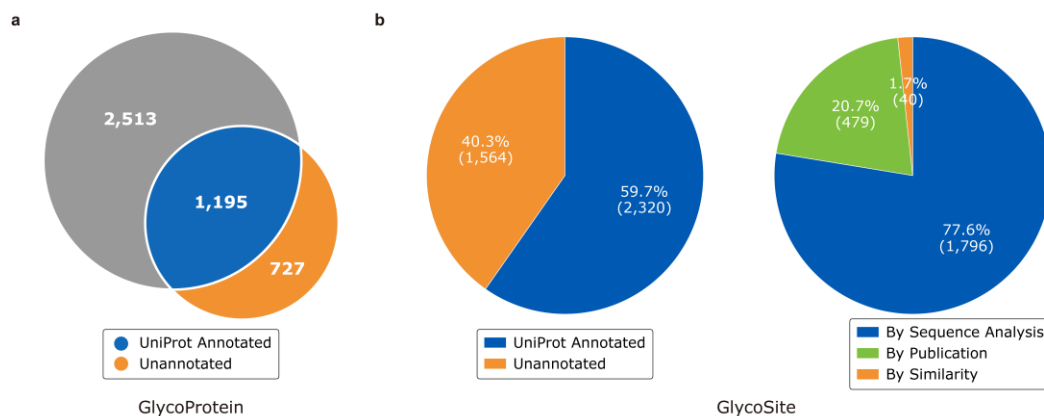 a
2,513
1,195
727
UniProt Annotated
Unannotated
GlycoProtein
b
40.3%
(1,564)
59.7%
(2,320)
UniProt Annotated
Unannotated
1.7%
(40)
20.7%
(479)
77.6%
(1,796)
By Sequence Analysis
By Publication
By Similarity
GlycoSite